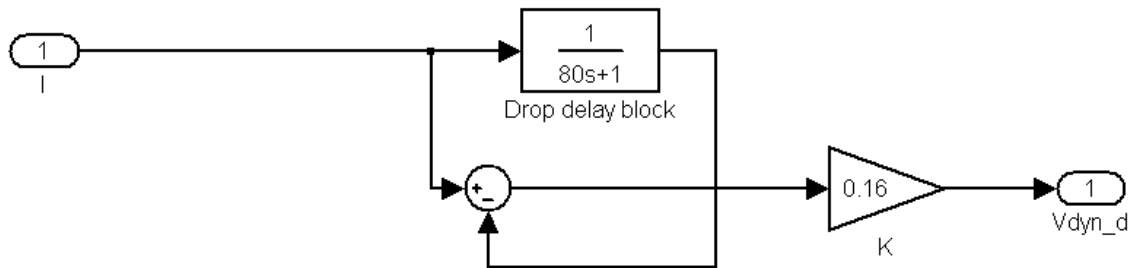 1
I
1
80s+1
Drop delay block
+
−
0.16
K
1
Vdyn_d